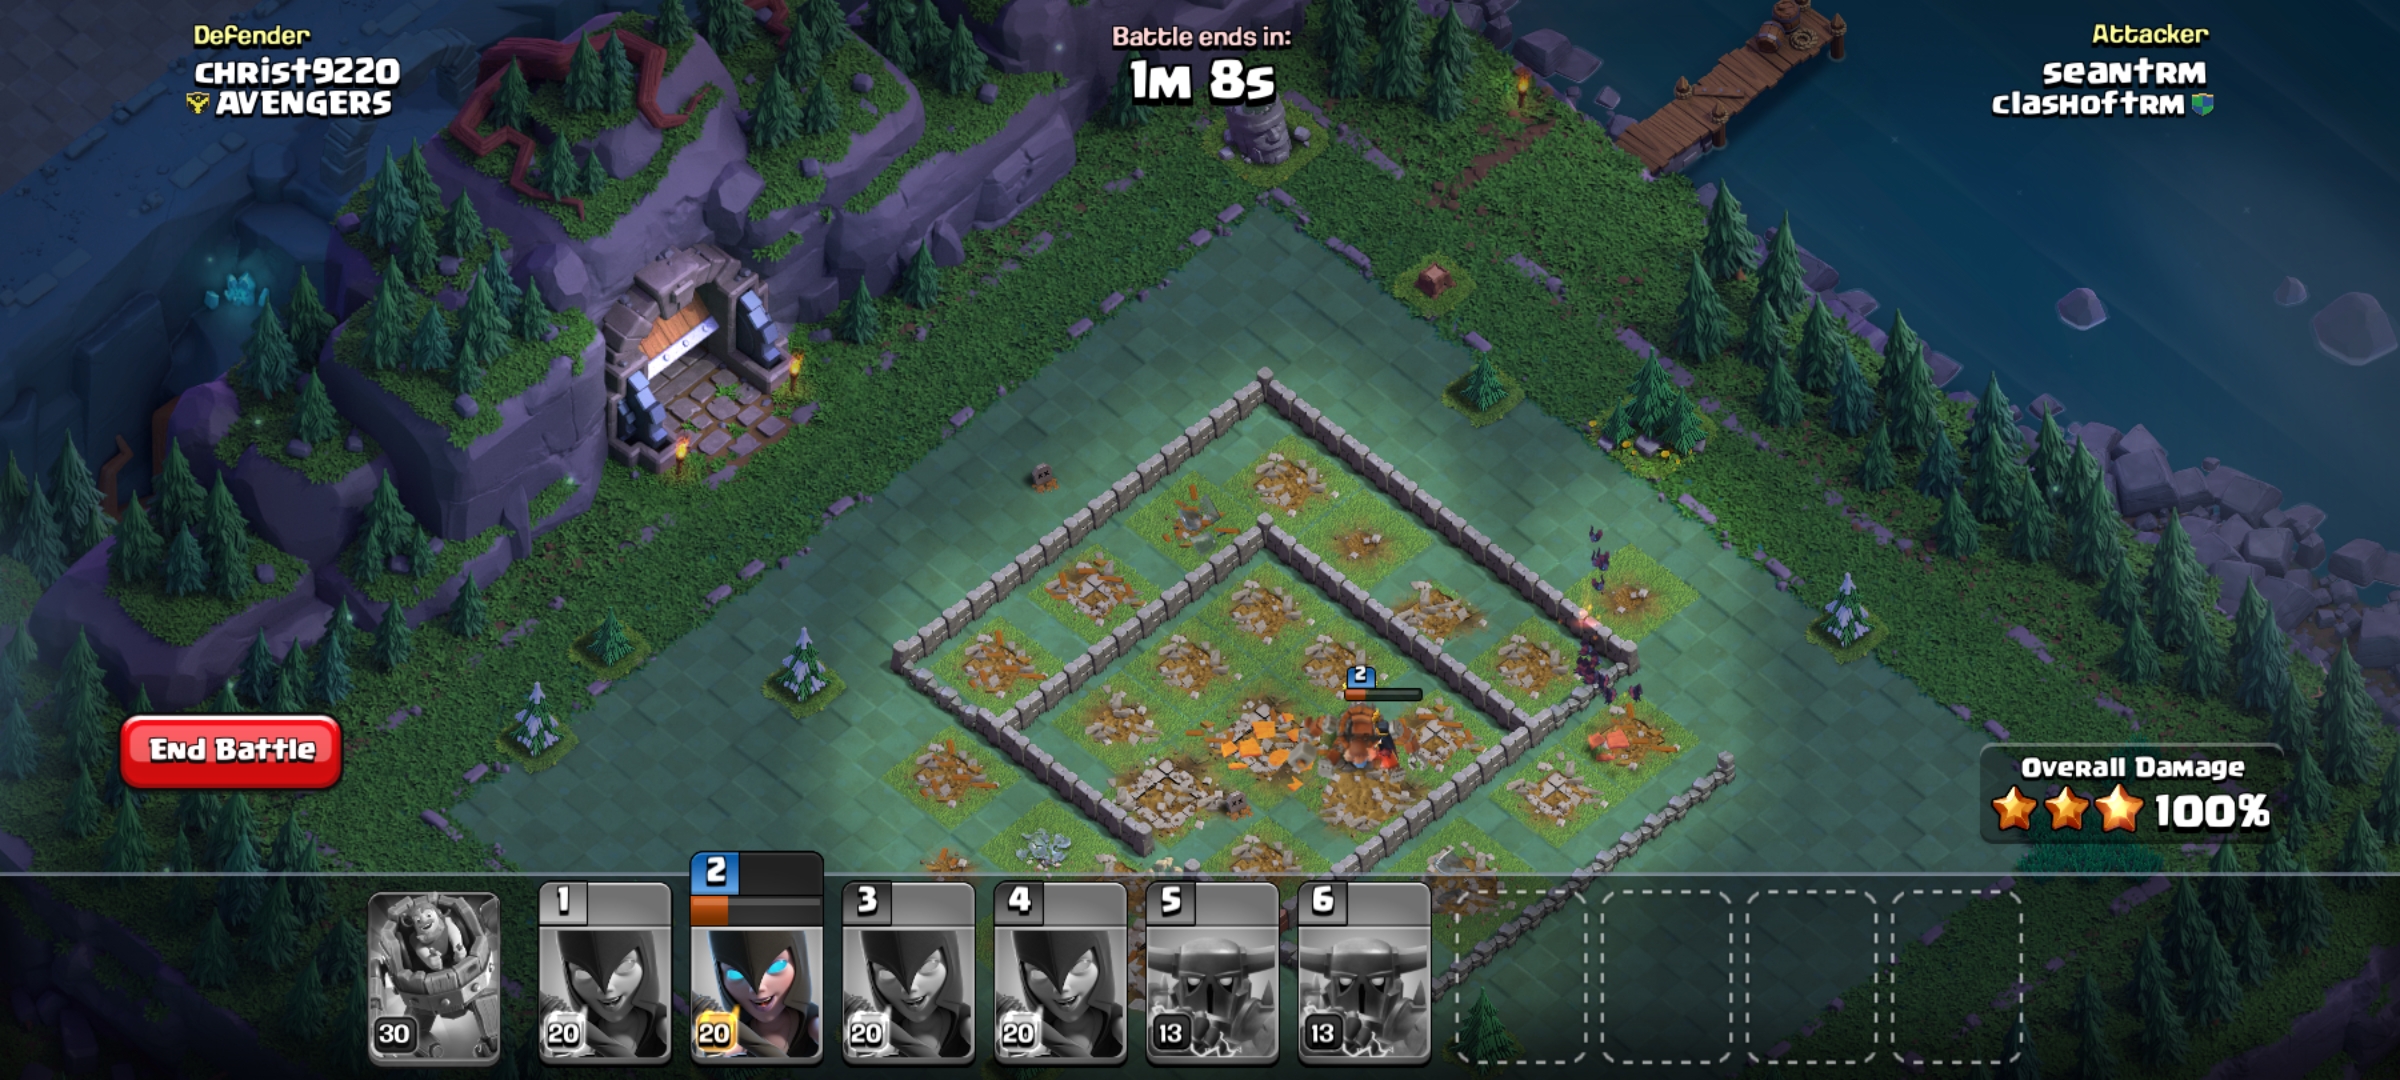 Defender
CHRiST9220
AVENGERS
Battle ends in:
1M 8s
Attacker
seanTRM
clashofTRM
2
End Battle
Overall Damage
100%
1
2
3
4
5
6
30
20
20
20
20
13
13